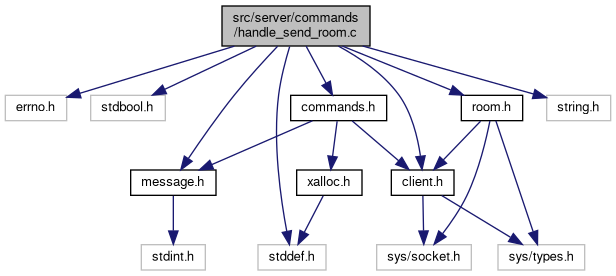 src/server/commands
/handle_send_room.c
errno.h
stdbool.h
commands.h
room.h
string.h
message.h
xalloc.h
client.h
stdint.h
stddef.h
sys/socket.h
sys/types.h